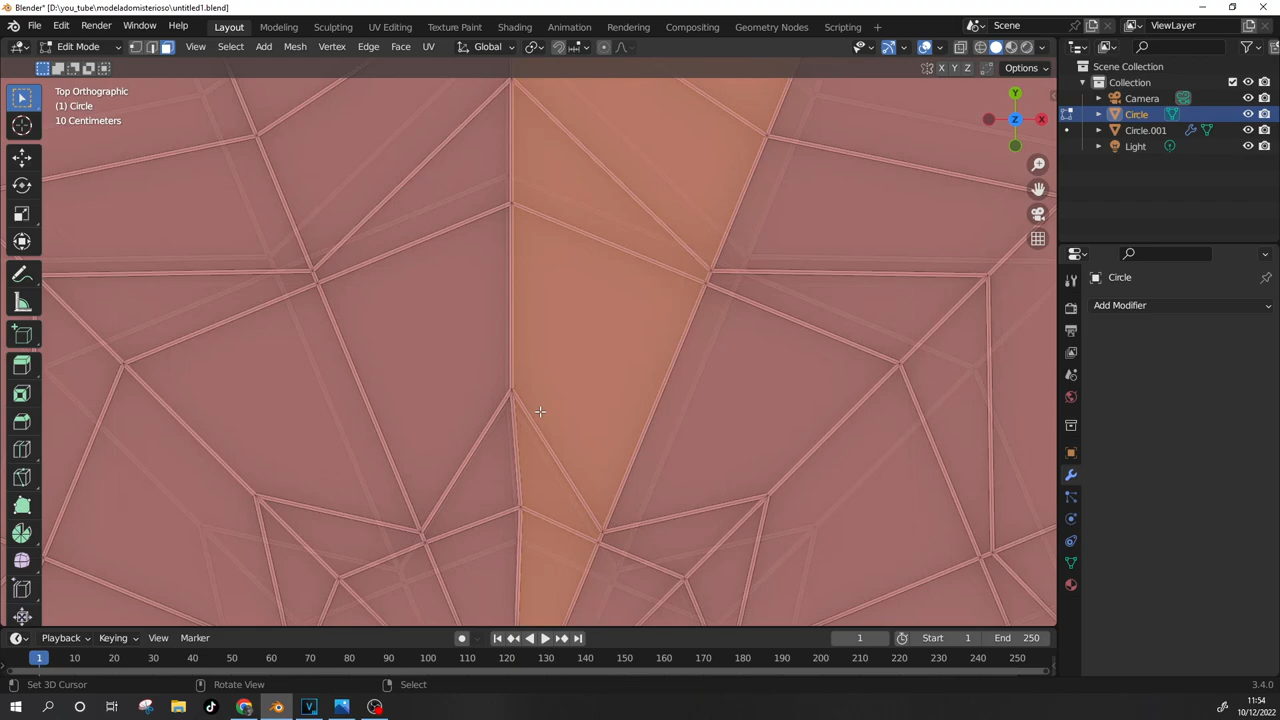 Blender* [D:\you_tube\modeladomisterioso\untitled1.blend]
File Edit Render Window Help Layout Modeling Sculpting UV Editing Texture Paint Shading Animation Rendering Compositing Geometry Nodes Scripting Scene ViewLayer
Edit Mode View Select Add Mesh Vertex Edge Face UV Global
X Y Z Options
Top Orthographic
(1) Circle
10 Centimeters
Y
Z
X
Scene Collection
Collection
Camera
Circle
Circle.001
Light
Circle
Add Modifier
Playback Keying View Marker 1 Start 1 End 250
1 10 20 30 40 50 60 70 80 90 100 110 120 130 140 150 160 170 180 190 200 210 220 230 240 250
Set 3D Cursor Rotate View Select 3.4.0
11:54
10/12/2022